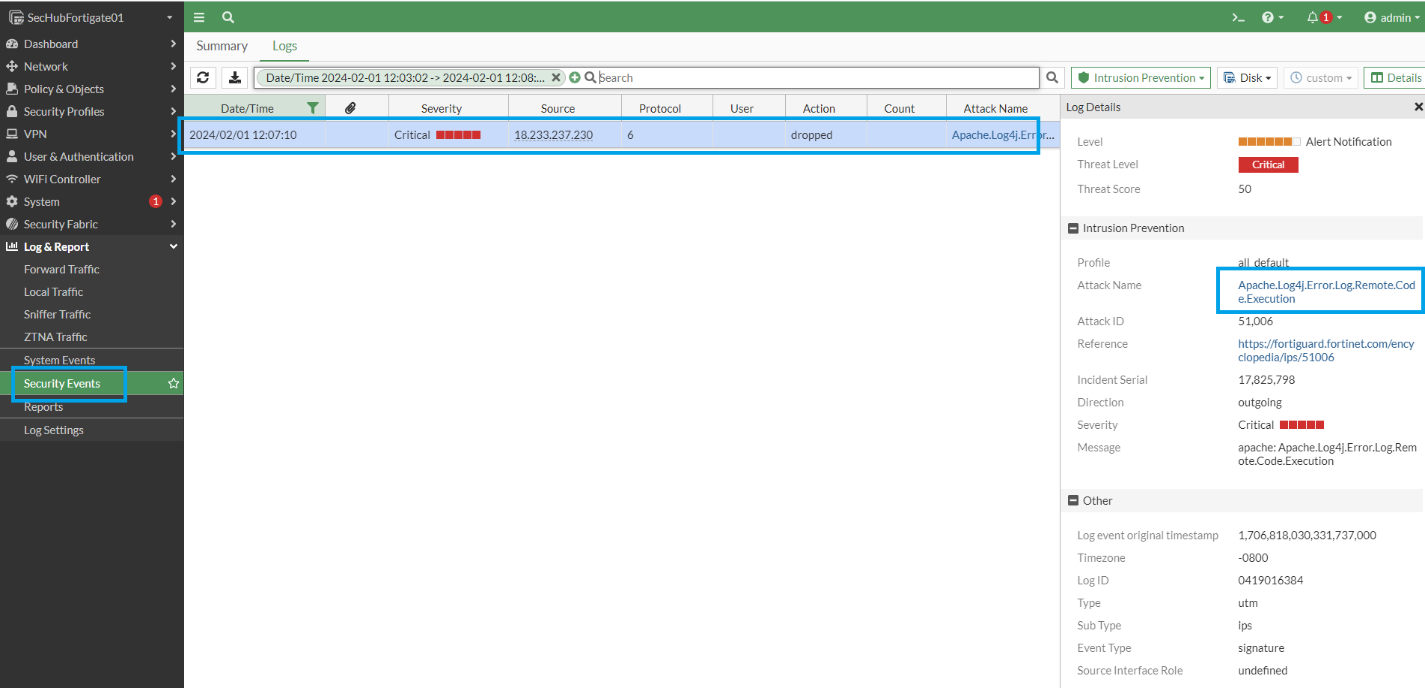 SecHubFortigate01
Dashboard
Network
Policy & Objects
Security Profiles
VPN
User & Authentication
WiFi Controller
System 1
Security Fabric
Log & Report
Forward Traffic
Local Traffic
Sniffer Traffic
ZTNA Traffic
System Events
Security Events
Reports
Log Settings
>_ ? 1 admin
Summary Logs
Date/Time 2024-02-01 12:03:02 -> 2024-02-01 12:08:... Search
Intrusion Prevention Disk custom Details
Date/Time Severity Source Protocol User Action Count Attack Name
2024/02/01 12:07:10 Critical 18.233.237.230 6 dropped Apache.Log4j.Error...
Log Details
Level Alert Notification
Threat Level Critical
Threat Score 50
Intrusion Prevention
Profile all_default
Attack Name Apache.Log4j.Error.Log.Remote.Cod
e.Execution
Attack ID 51,006
Reference https://fortiguard.fortinet.com/ency
clopedia/ips/51006
Incident Serial 17,825,798
Direction outgoing
Severity Critical
Message apache: Apache.Log4j.Error.Log.Rem
ote.Code.Execution
Other
Log event original timestamp 1,706,818,030,331,737,000
Timezone -0800
Log ID 0419016384
Type utm
Sub Type ips
Event Type signature
Source Interface Role undefined